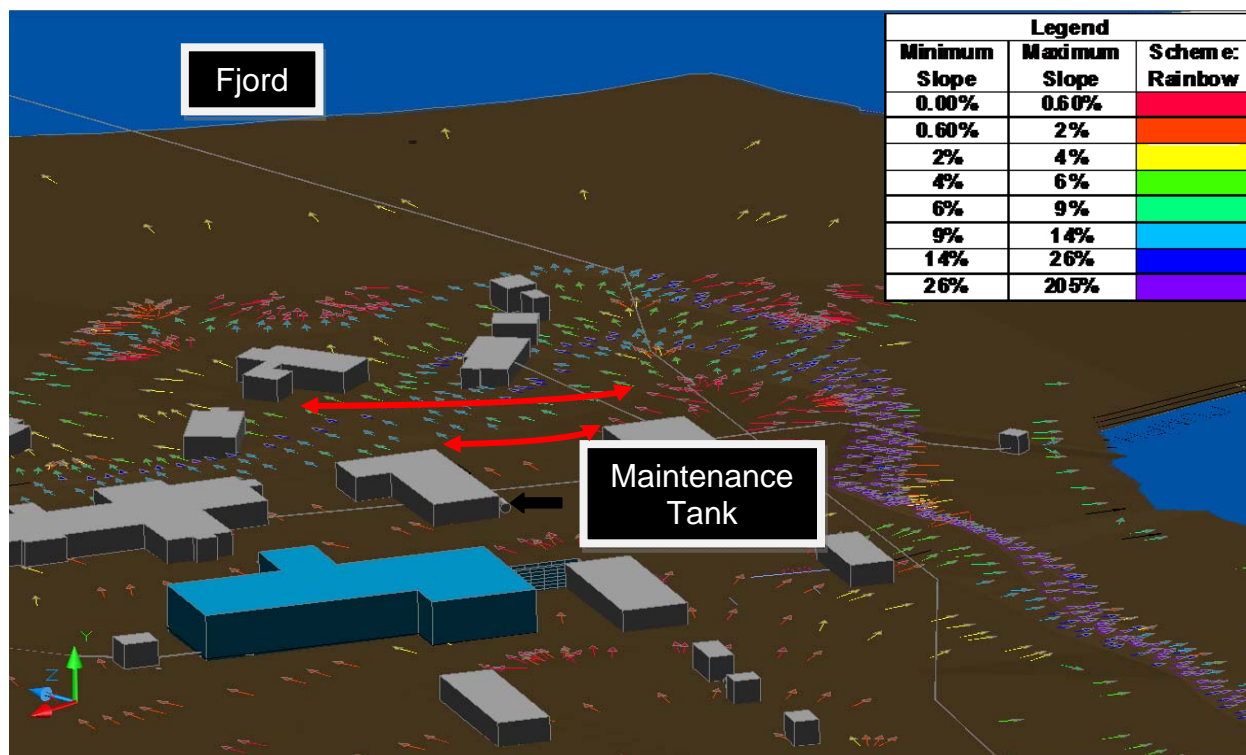 Fjord
Legend
Minimum Slope Maximum Slope Scheme: Rainbow
0.00% 0.60%
0.60% 2%
2% 4%
4% 6%
6% 9%
9% 14%
14% 26%
26% 205%
Maintenance
Tank
Y
Z